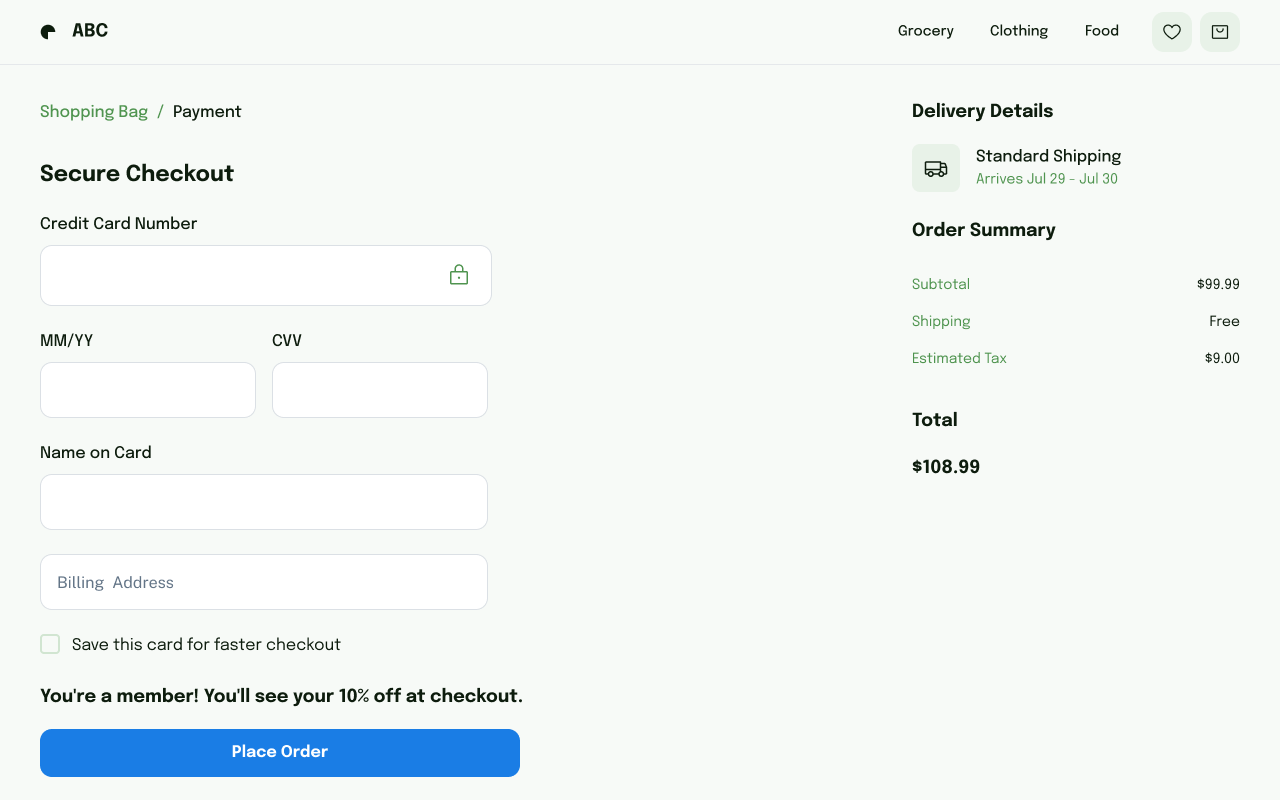 ABC
Grocery
Clothing
Food
Shopping Bag / Payment
Secure Checkout
Credit Card Number
MM/YY
CVV
Name on Card
Billing Address
Save this card for faster checkout
You're a member! You'll see your 10% off at checkout.
Place Order
Delivery Details
Standard Shipping
Arrives Jul 29 - Jul 30
Order Summary
Subtotal $99.99
Shipping Free
Estimated Tax $9.00
Total
$108.99